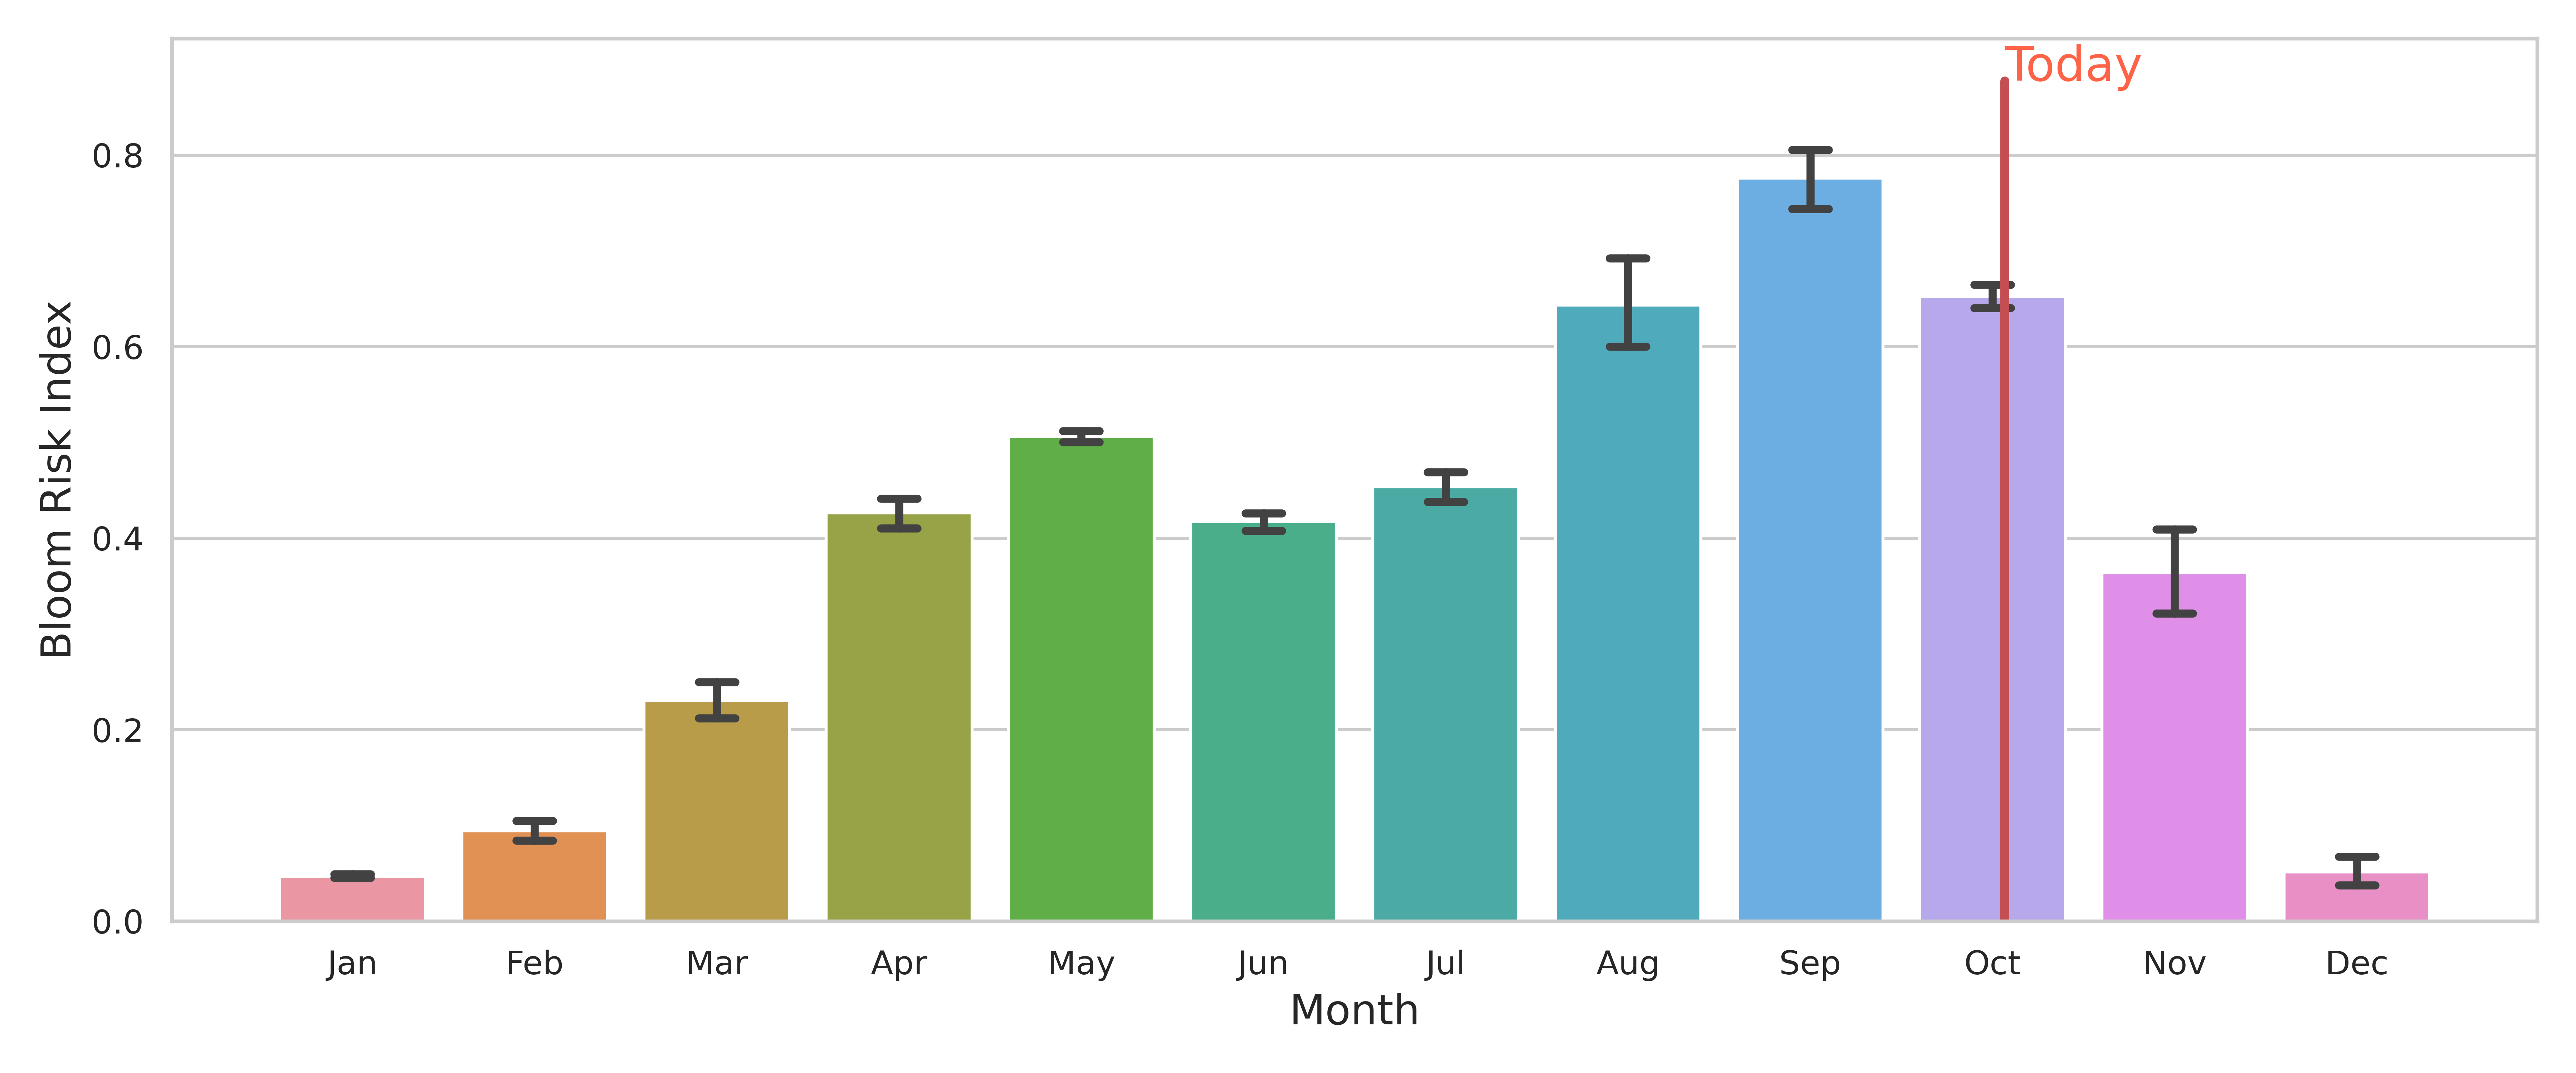 Today
0.8
0.6
0.4
0.2
0.0
Bloom Risk Index
Jan Feb Mar Apr May Jun Jul Aug Sep Oct Nov Dec
Month